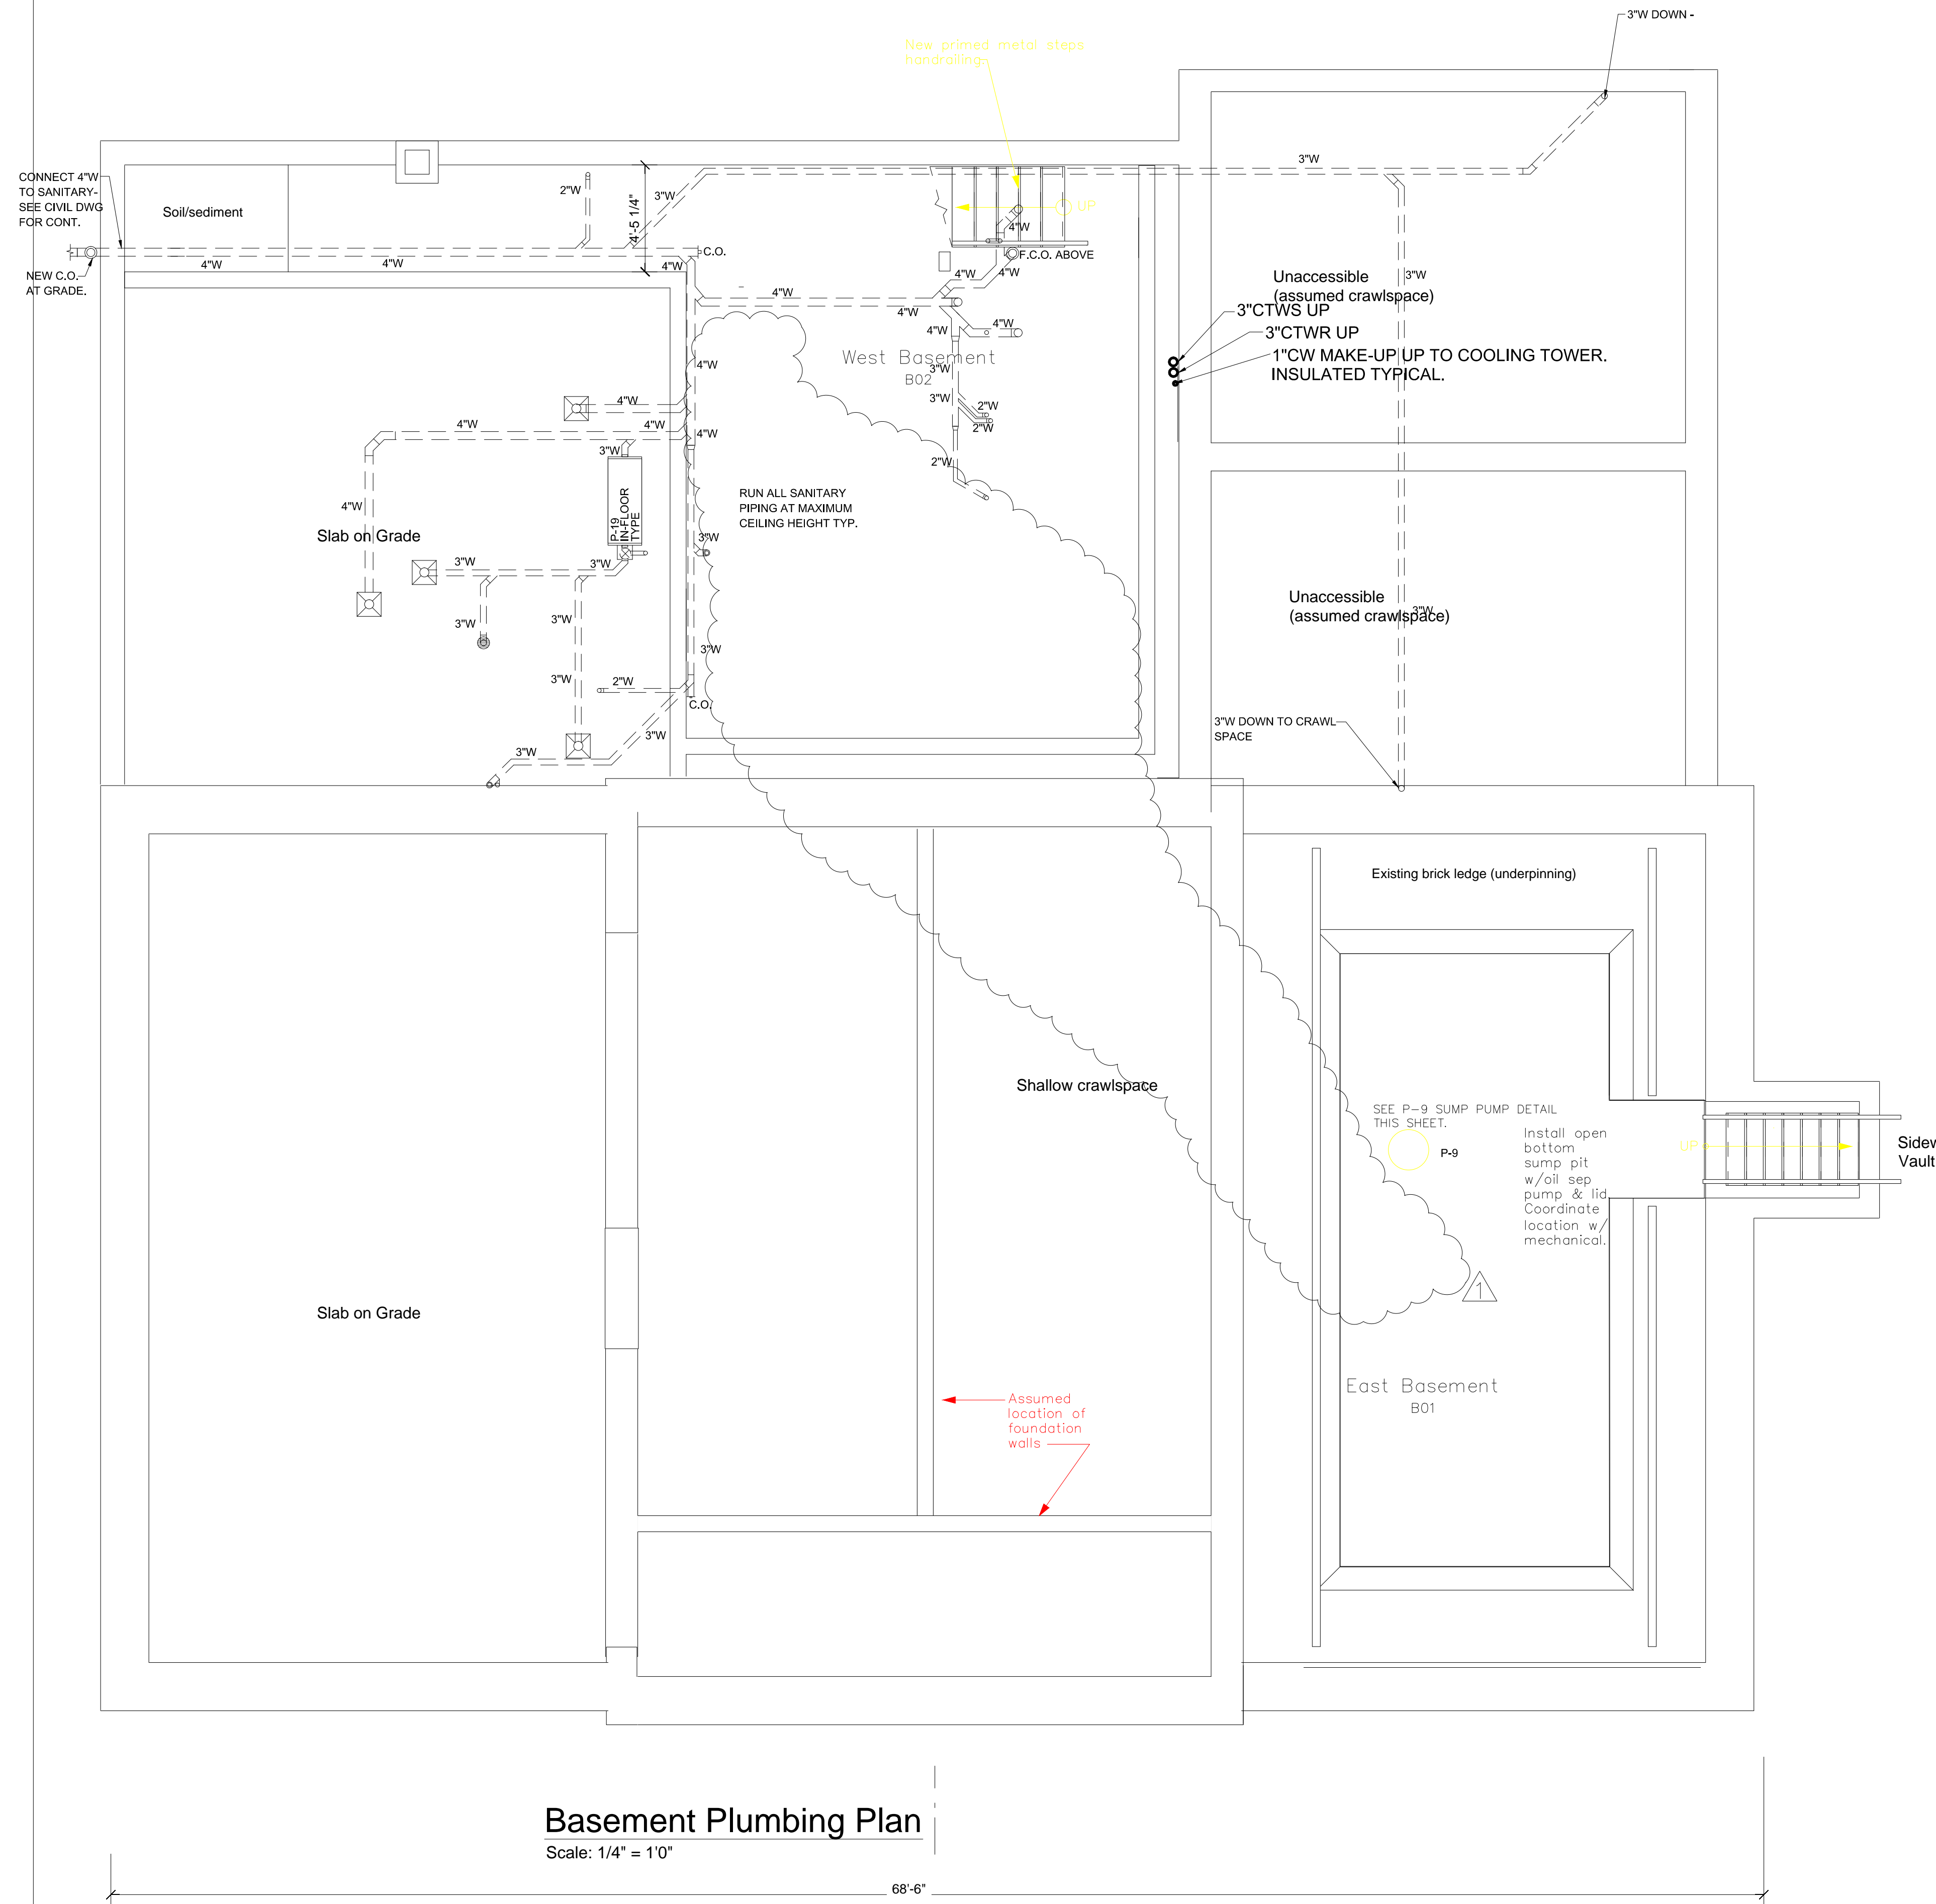 3"W DOWN -
New primed metal steps
handrailing.
3"W
CONNECT 4"W
TO SANITARY-
SEE CIVIL DWG
FOR CONT.
Soil/sediment
2"W
3"W
4'-5 1/4"
UP
4"W
C.O.
F.C.O. ABOVE
4"W
4"W
4"W
4"W
4"W
NEW C.O.
AT GRADE.
4"W
4"W
4"W
4"W
4"W
3"W
Unaccessible
(assumed crawlspace)
3"CTWS UP
3"CTWR UP
1"CW MAKE-UP UP TO COOLING TOWER.
INSULATED TYPICAL.
West Basement
B02
4"W
3"W
3"W
2"W
2"W
4"W
4"W
4"W
4"W
3"W
2"W
P-19
IN-FLOOR
TYPE
RUN ALL SANITARY
PIPING AT MAXIMUM
CEILING HEIGHT TYP.
4"W
Slab on Grade
3"W
3"W
3"W
3"W
3"W
Unaccessible
(assumed crawlspace)
3"W
3"W
3"W
2"W
C.O.
3"W DOWN TO CRAWL
SPACE
3"W
3"W
Existing brick ledge (underpinning)
Shallow crawlspace
SEE P-9 SUMP PUMP DETAIL
THIS SHEET.
P-9
Install open
bottom
sump pit
w/oil sep
pump & lid
Coordinate
location w/
mechanical.
UP
Sidew
Vault
1
Slab on Grade
East Basement
B01
Assumed
location of
foundation
walls
Basement Plumbing Plan
Scale: 1/4" = 1'0"
68'-6"